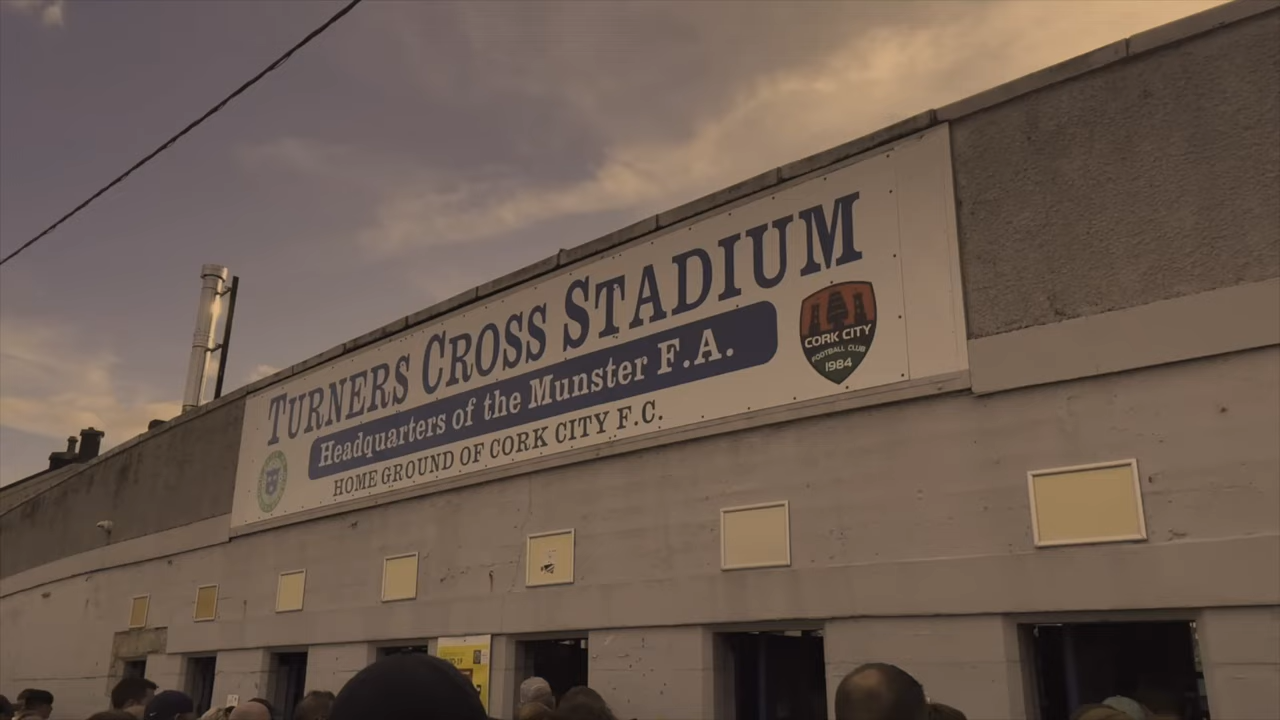 TURNERS CROSS STADIUM
Headquarters of the Munster F.A.
HOME GROUND OF CORK CITY F.C.
CORK CITY
FOOTBALL CLUB
1984